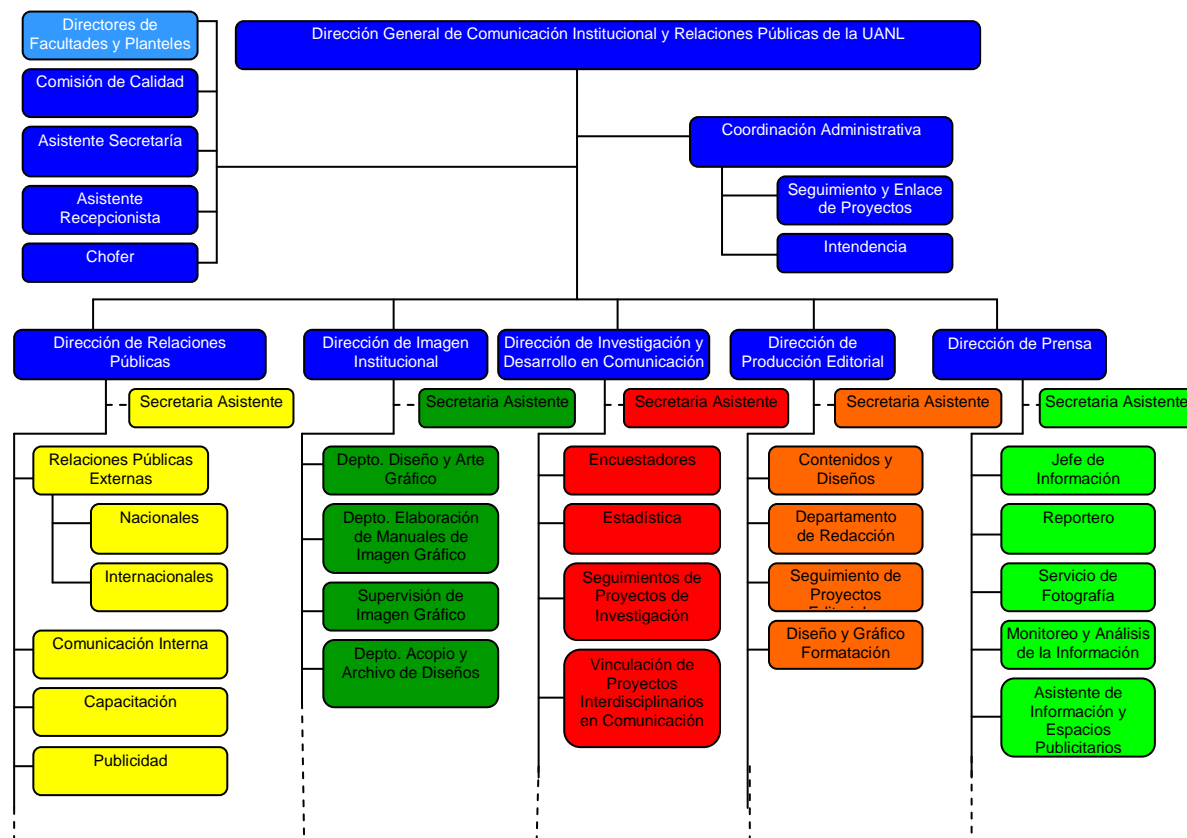 Directores de
Facultades y Planteles
Dirección General de Comunicación Institucional y Relaciones Públicas de la UANL
Comisión de Calidad
Asistente Secretaría
Asistente
Recepcionista
Chofer
Coordinación Administrativa
Seguimiento y Enlace
de Proyectos
Intendencia
Dirección de Relaciones
Públicas
Secretaria Asistente
Relaciones Públicas
Externas
Nacionales
Internacionales
Comunicación Interna
Capacitación
Publicidad
Dirección de Imagen
Institucional
Secretaria Asistente
Depto. Diseño y Arte
Gráfico
Depto. Elaboración
de Manuales de
Imagen Gráfico
Supervisión de
Imagen Gráfico
Depto. Acopio y
Archivo de Diseños
Dirección de Investigación y
Desarrollo en Comunicación
Secretaria Asistente
Encuestadores
Estadística
Seguimientos de
Proyectos de
Investigación
Vinculación de
Proyectos
Interdisciplinarios
en Comunicación
Dirección de
Producción Editorial
Secretaria Asistente
Contenidos y
Diseños
Departamento
de Redacción
Seguimiento de
Proyectos
Diseño y Gráfico
Formatación
Dirección de Prensa
Secretaria Asistente
Jefe de
Información
Reportero
Servicio de
Fotografía
Monitoreo y Análisis
de la Información
Asistente de
Información y
Espacios
Publicitarios